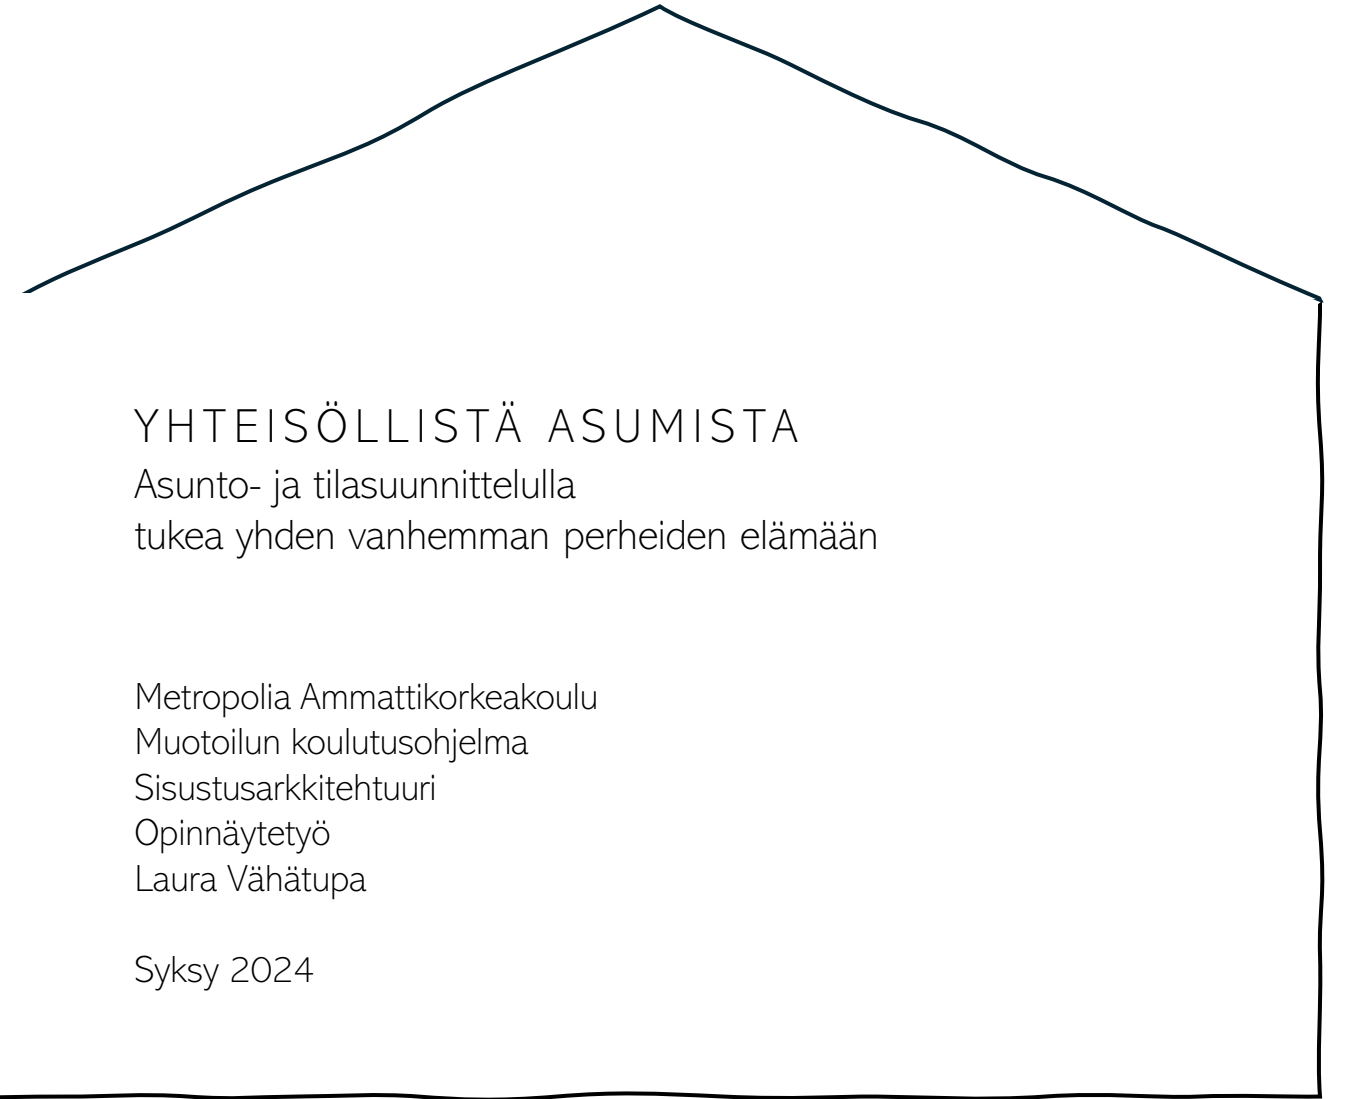 YHTEISÖLLISTÄ ASUMISTA
Asunto- ja tilasuunnittelulla
tukea yhden vanhemman perheiden elämään
Metropolia Ammattikorkeakoulu
Muotoilun koulutusohjelma
Sisustusarkkitehtuuri
Opinnäytetyö
Laura Vähätupa
Syksy 2024